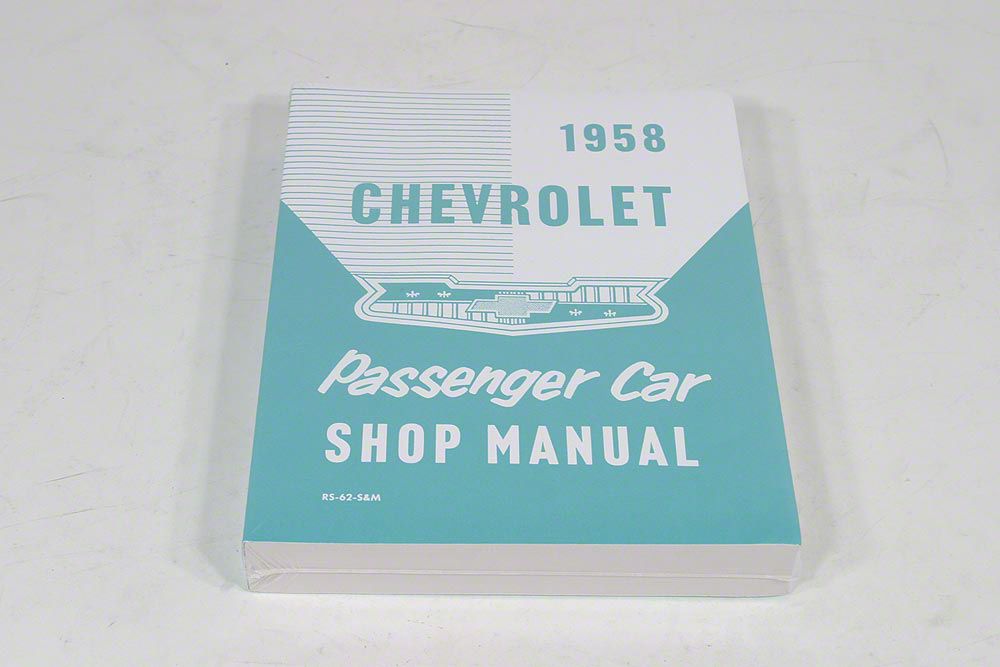 1958
CHEVROLET
Passenger Car
SHOP MANUAL
RS-62-S&M